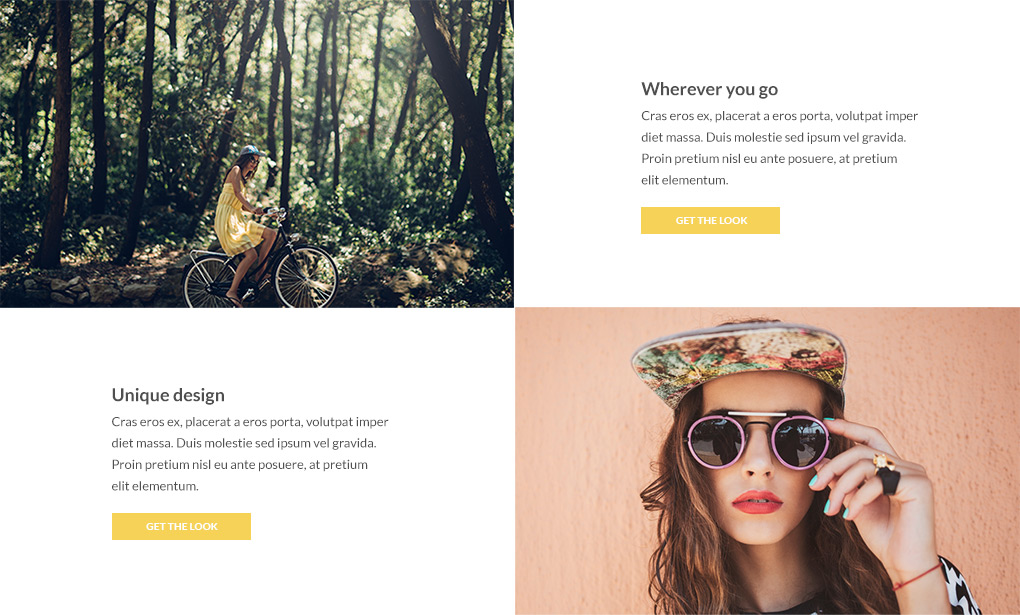 Wherever you go
Cras eros ex, placerat a eros porta, volutpat imper
diet massa. Duis molestie sed ipsum vel gravida.
Proin pretium nisl eu ante posuere, at pretium
elit elementum.
GET THE LOOK
Unique design
Cras eros ex, placerat a eros porta, volutpat imper
diet massa. Duis molestie sed ipsum vel gravida.
Proin pretium nisl eu ante posuere, at pretium
elit elementum.
GET THE LOOK